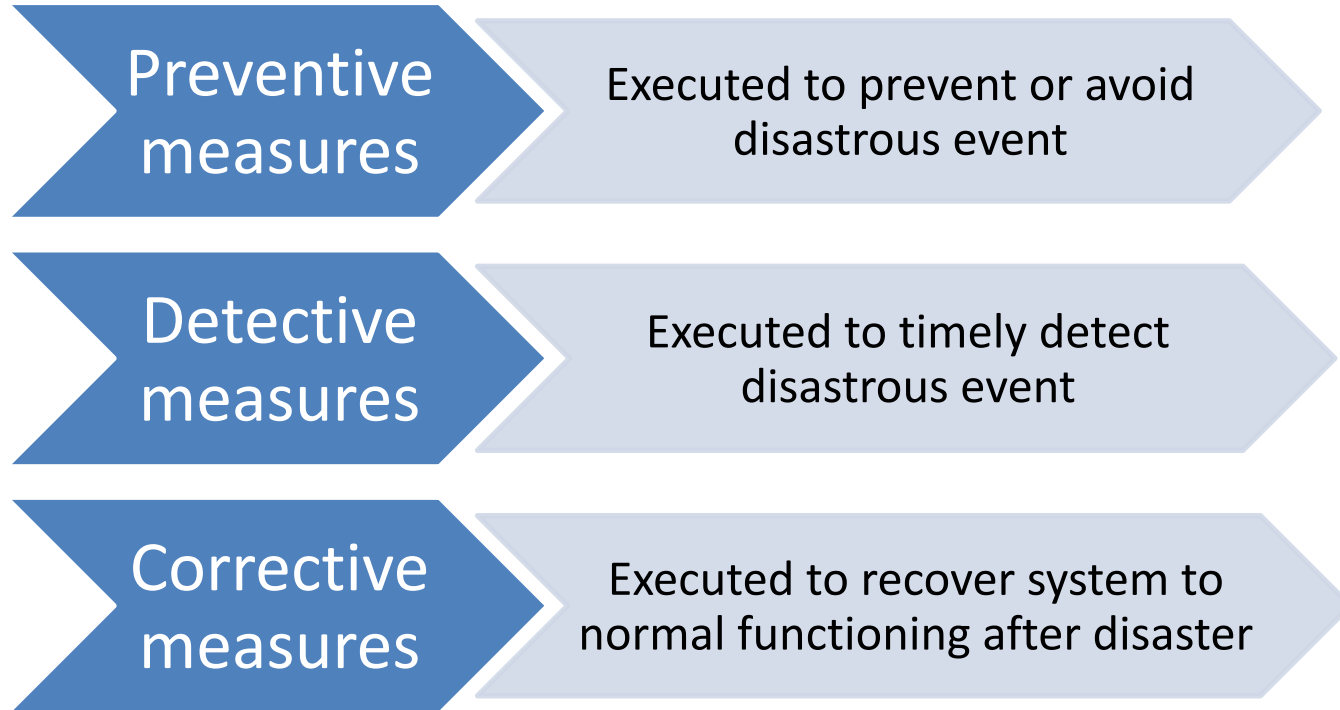 Preventive
measures
Executed to prevent or avoid
disastrous event
Detective
measures
Executed to timely detect
disastrous event
Corrective
measures
Executed to recover system to
normal functioning after disaster